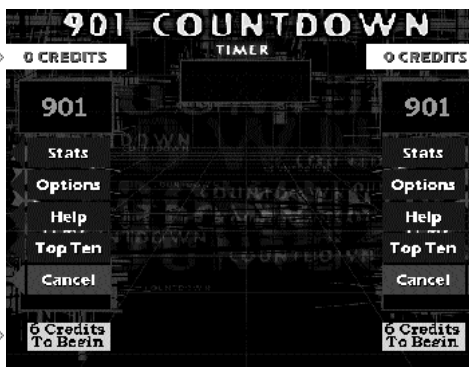 901 COUNTDOWN
TIMER
0 CREDITS
0 CREDITS
901
901
Stats
Stats
Options
Options
Help
Help
Top Ten
Top Ten
Cancel
Cancel
6 Credits
To Begin
6 Credits
To Begin